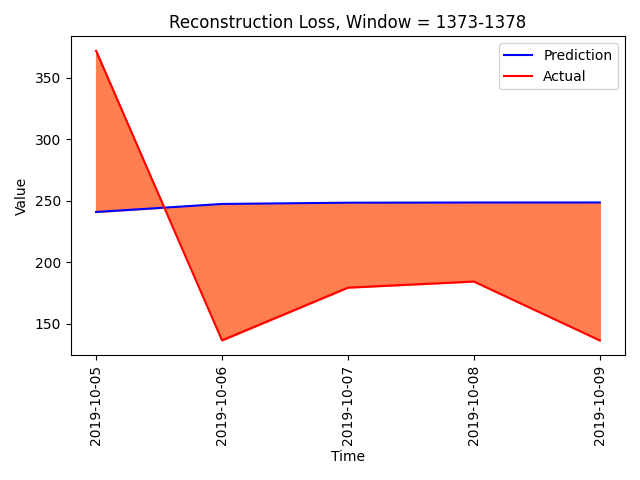 Reconstruction Loss, Window = 1373-1378
Prediction
Actual
Value
350
300
250
200
150
2019-10-05
2019-10-06
2019-10-07
2019-10-08
2019-10-09
Time